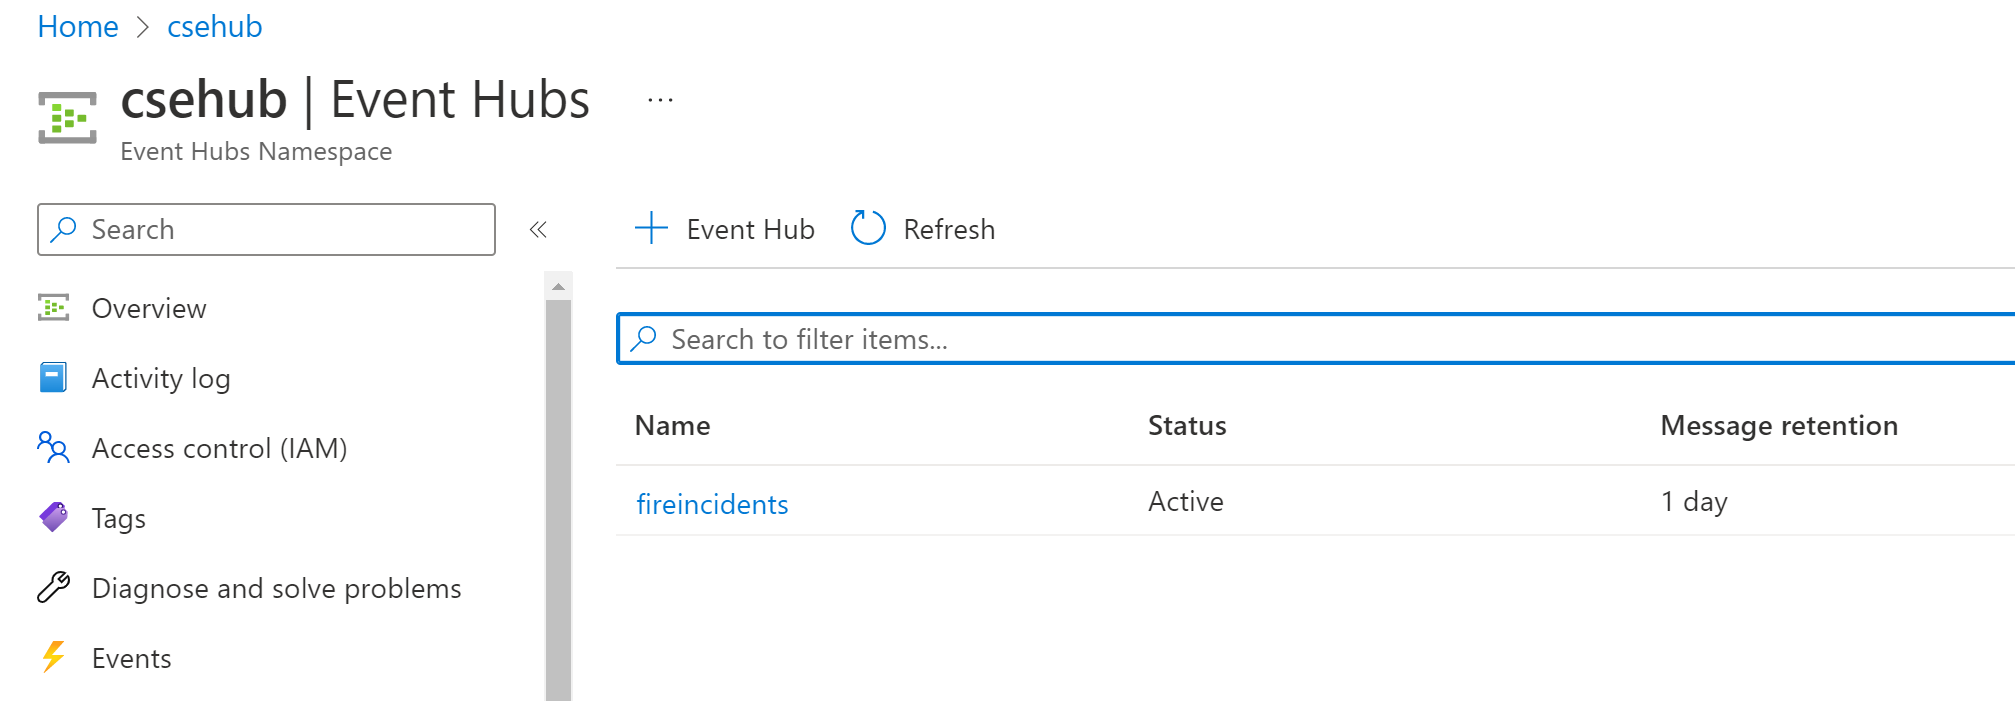 Home > csehub
csehub | Event Hubs ...
Event Hubs Namespace
Search «
Event Hub Refresh
Overview
Activity log
Access control (IAM)
Tags
Diagnose and solve problems
Events
Search to filter items...
Name Status Message retention
fireincidents Active 1 day